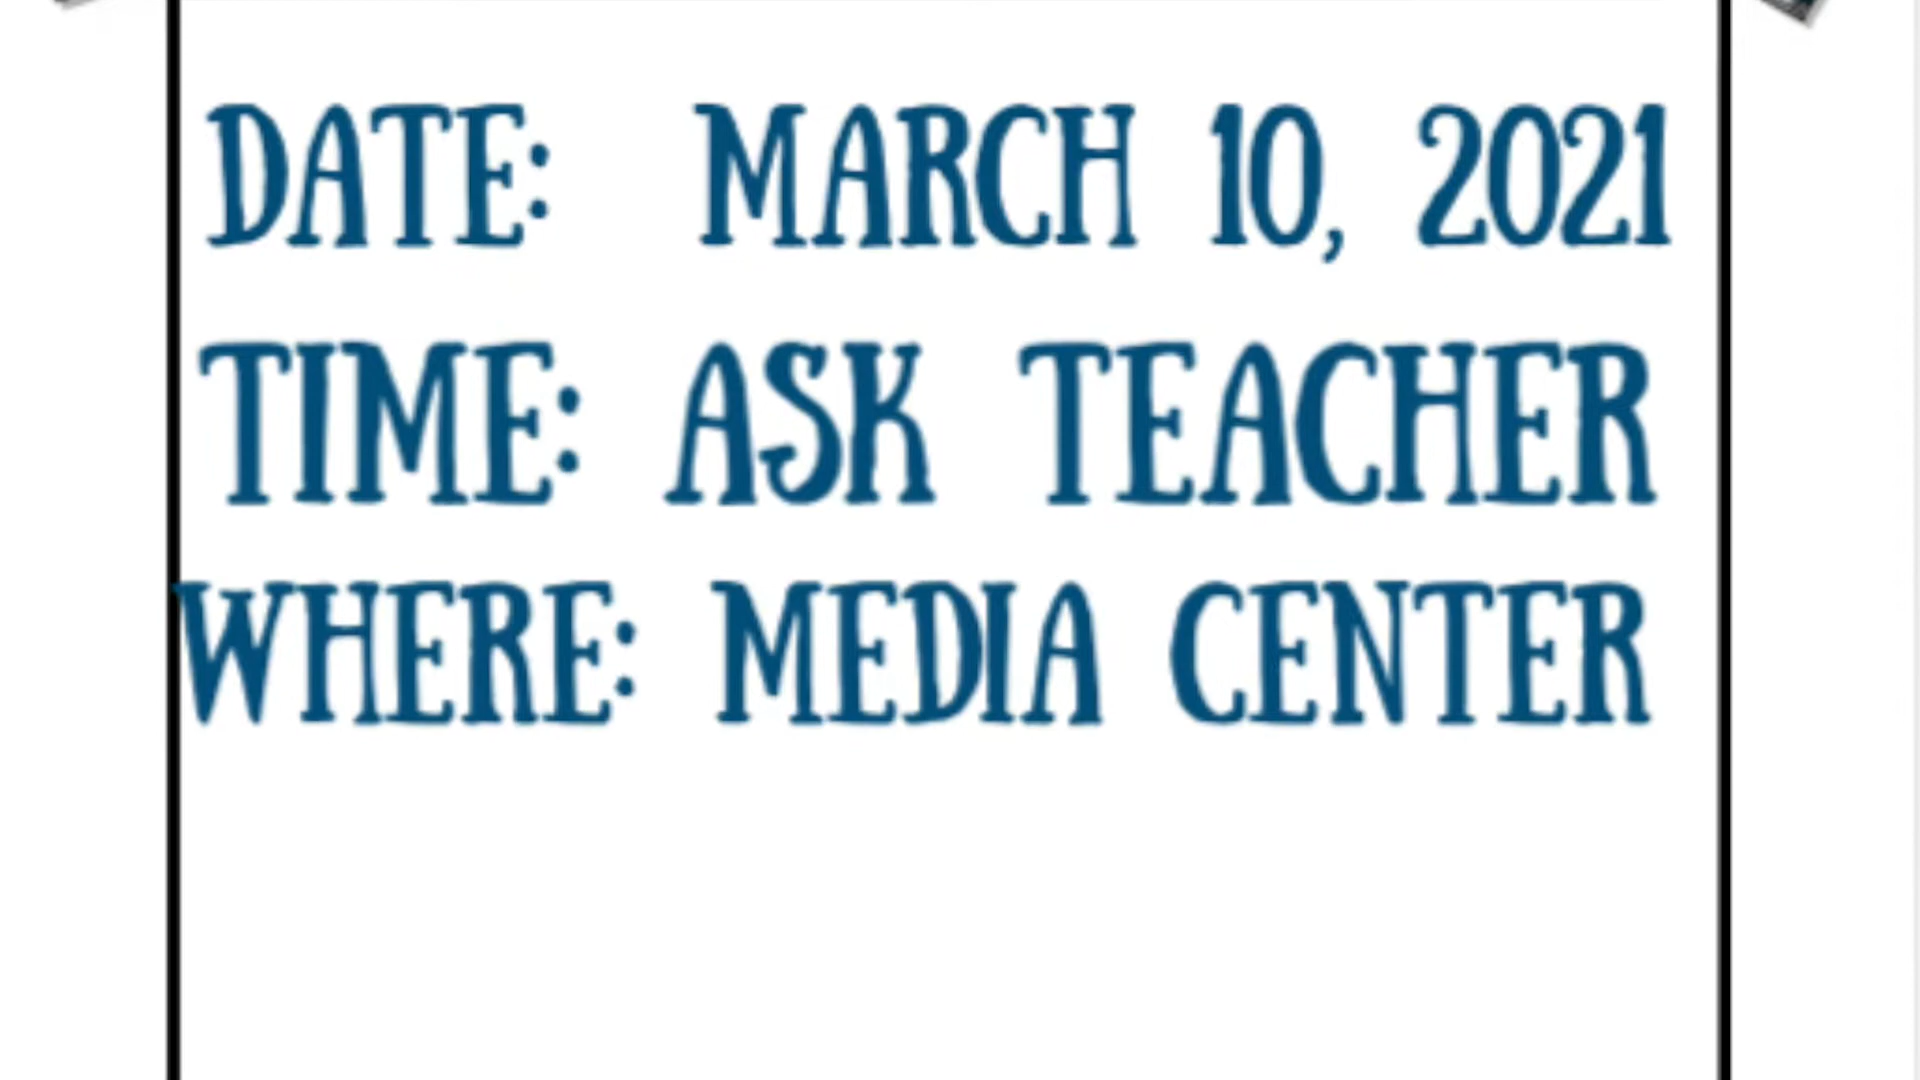 DATE: MARCH 10, 2021
TIME: ASK TEACHER
WHERE: MEDIA CENTER